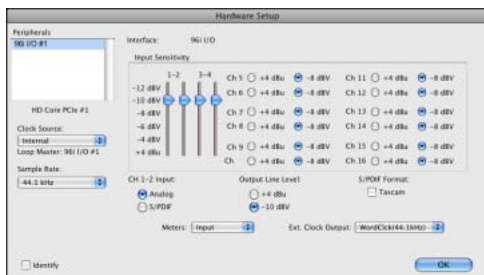 Hardware Setup
Peripherals
96i I/O #1
HD Core PCIe #1
Clock Source:
Internal
Loop Master: 96i I/O #1
Sample Rate:
44.1 kHz
Identify
Interface: 96i I/O
Input Sensitivity
1-2 3-4
-12 dBV
-10 dBV
-8 dBV
-6 dBV
-4 dBV
+4 dBu
Ch 5 +4 dBu -8 dBV Ch 11 +4 dBu -8 dBV
Ch 6 +4 dBu -8 dBV Ch 12 +4 dBu -8 dBV
Ch 7 +4 dBu -8 dBV Ch 13 +4 dBu -8 dBV
Ch 8 +4 dBu -8 dBV Ch 14 +4 dBu -8 dBV
Ch 9 +4 dBu -8 dBV Ch 15 +4 dBu -8 dBV
Ch +4 dBu -8 dBV Ch 16 +4 dBu -8 dBV
CH 1-2 Input: Output Line Level: S/PDIF Format:
Analog +4 dBu Tascam
S/PDIF -10 dBV
Meters: Input Ext. Clock Output: WordClck(44.1kHz)
OK